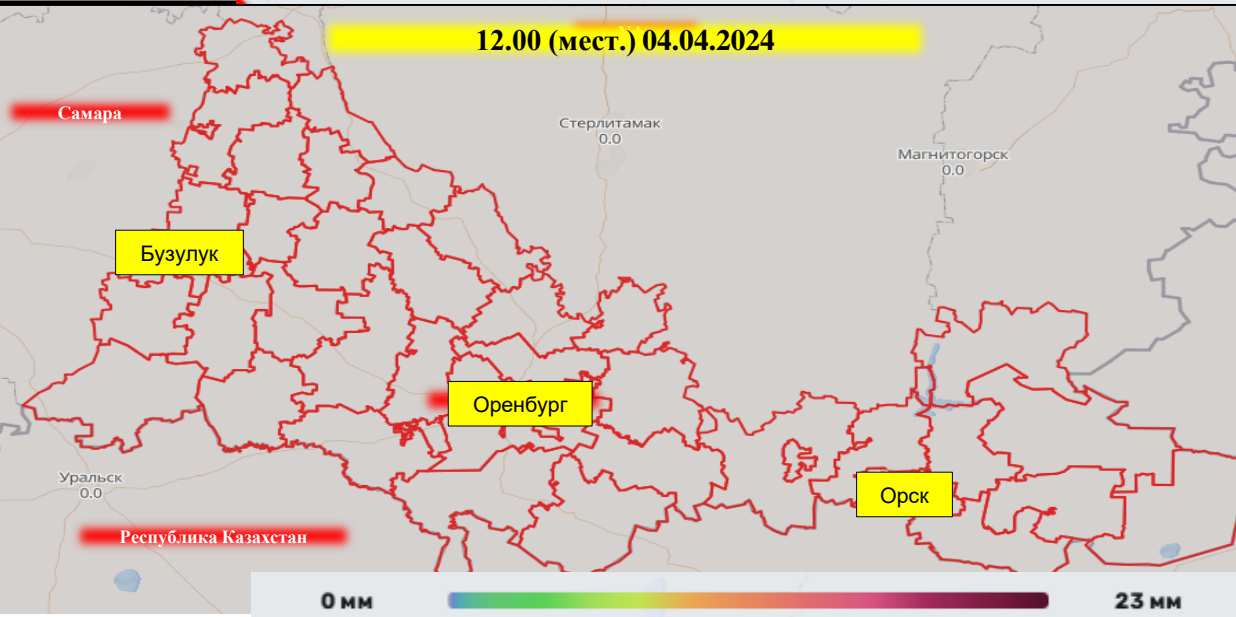 12.00 (мест.) 04.04.2024
Самара
Стерлитамак
0.0
Магнитогорск
0.0
Бузулук
Оренбург
Уральск
0.0
Орск
Республика Казахстан
0 мм
23 мм